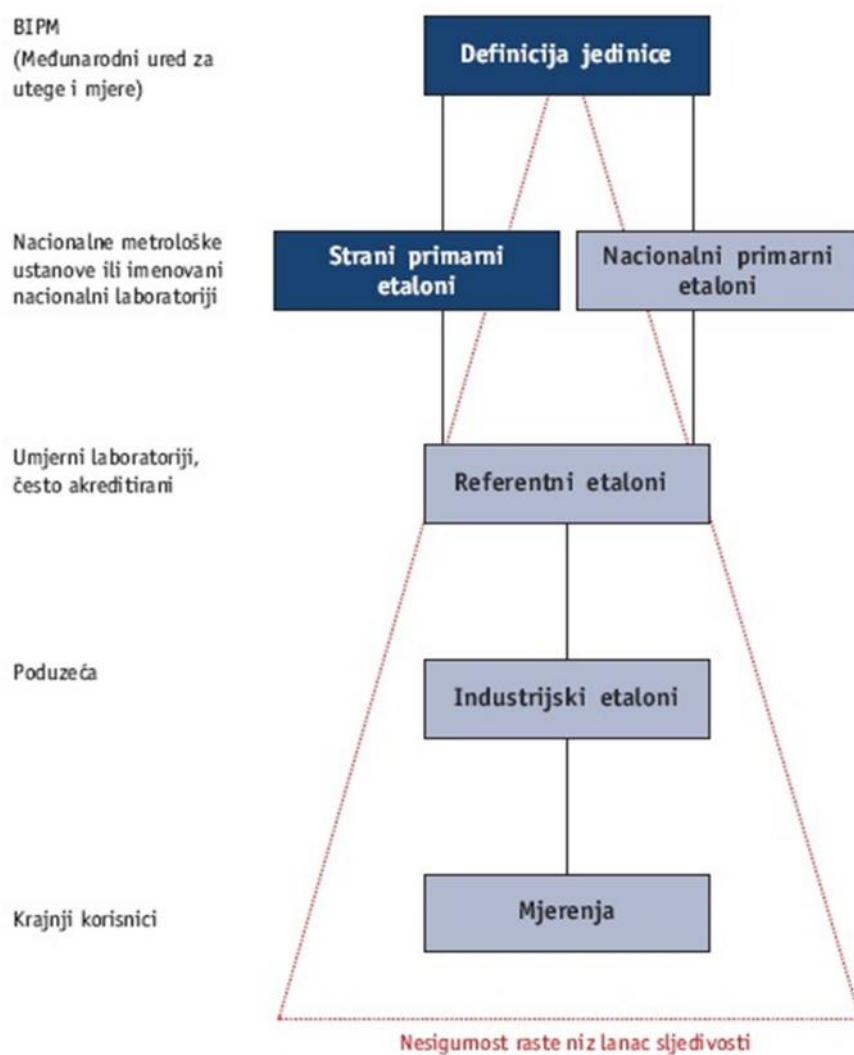 BIPM
(Međunarodni ured za
utege i mjere)
Definicija jedinice
Nacionalne metrološke
ustanove ili imenovani
nacionalni laboratoriji
Strani primarni
etaloni
Nacionalni primarni
etaloni
Umjerni laboratoriji,
često akreditirani
Referentni etaloni
Poduzeća
Industrijski etaloni
Krajnji korisnici
Mjerenja
Nesigurnost raste niz lanac sljedivosti